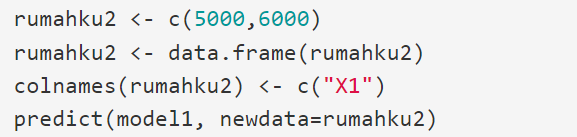 rumahku2 <- c(5000,6000)
rumahku2 <- data.frame(rumahku2)
colnames(rumahku2) <- c("X1")
predict(model1, newdata=rumahku2)